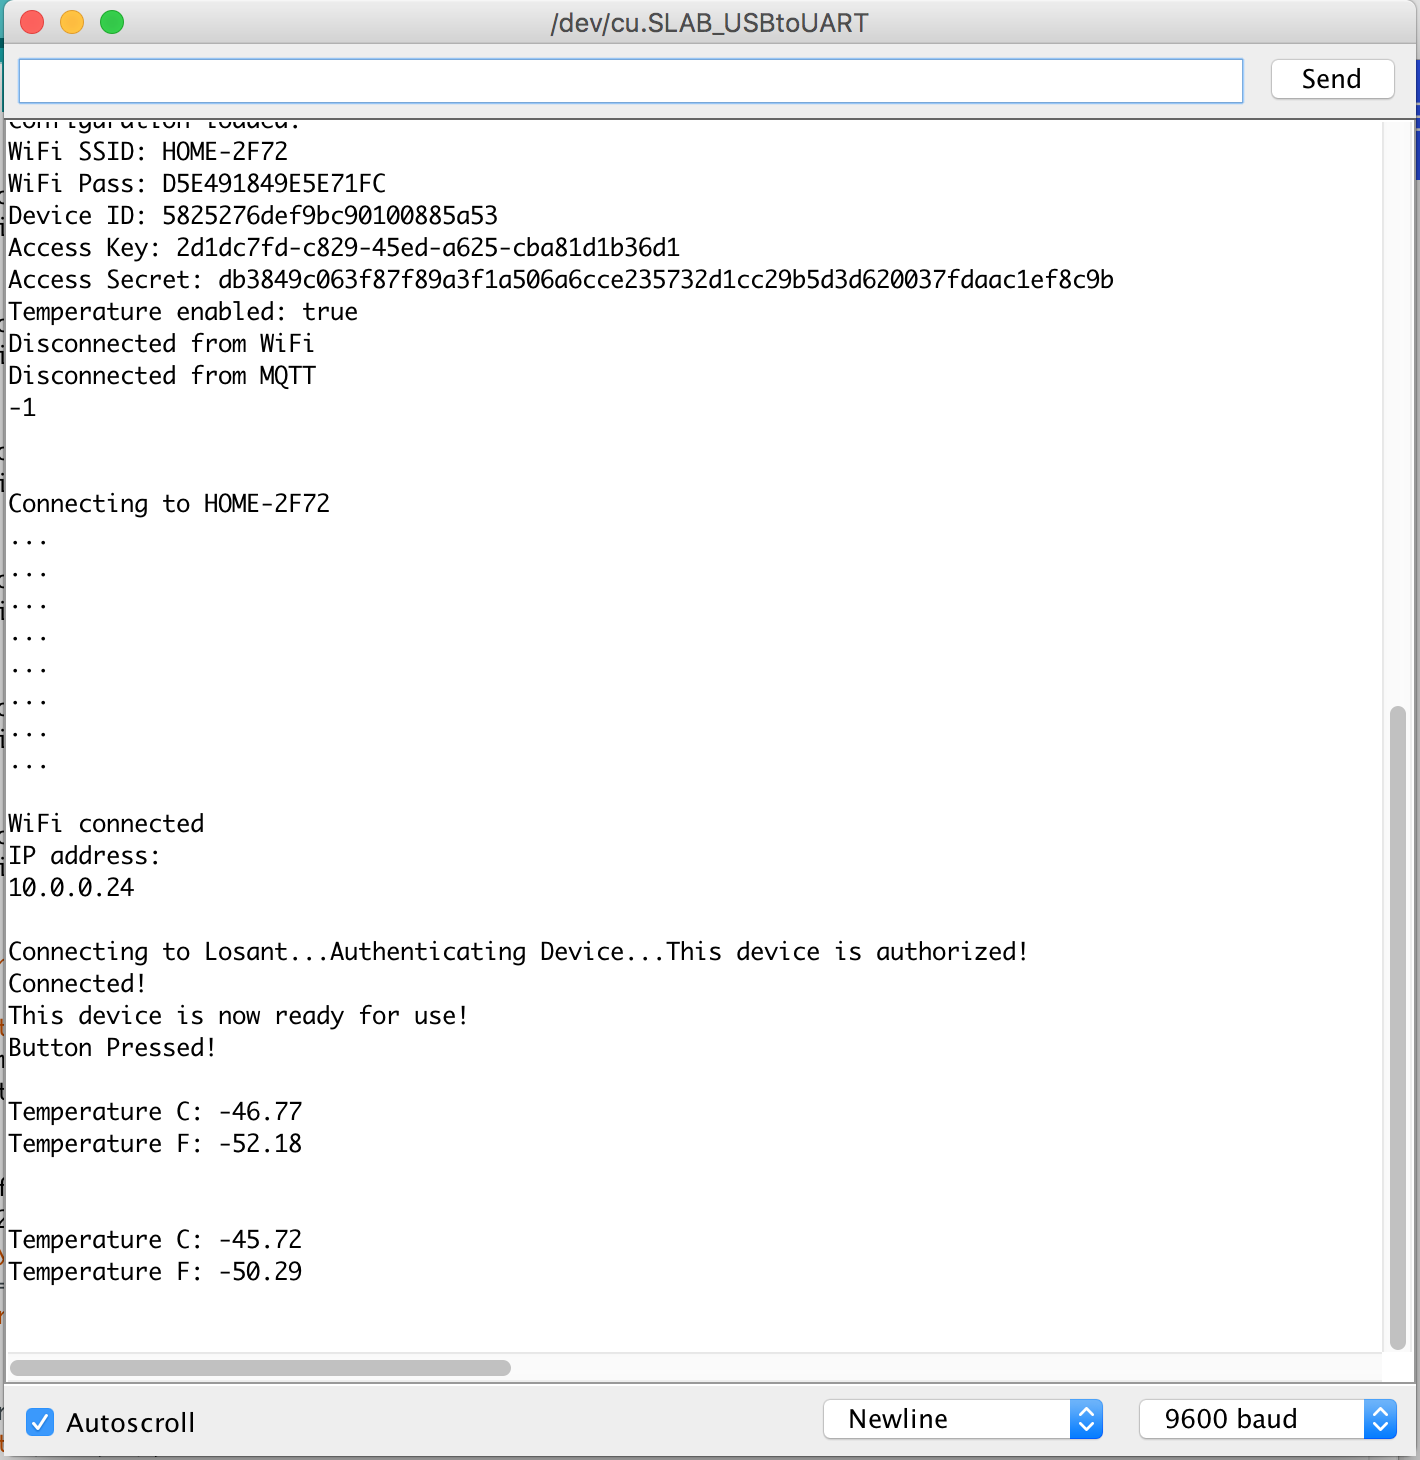 /dev/cu.SLAB_USBtoUART
Send
Configuration loaded.
WiFi SSID: HOME-2F72
WiFi Pass: D5E491849E5E71FC
Device ID: 5825276def9bc90100885a53
Access Key: 2d1dc7fd-c829-45ed-a625-cba81d1b36d1
Access Secret: db3849c063f87f89a3f1a506a6cce235732d1cc29b5d3d620037fdaac1ef8c9b
Temperature enabled: true
Disconnected from WiFi
Disconnected from MQTT
-1
Connecting to HOME-2F72
...
...
...
...
...
...
...
...
WiFi connected
IP address:
10.0.0.24
Connecting to Losant...Authenticating Device...This device is authorized!
Connected!
This device is now ready for use!
Button Pressed!
Temperature C: -46.77
Temperature F: -52.18
Temperature C: -45.72
Temperature F: -50.29
Autoscroll
Newline
9600 baud